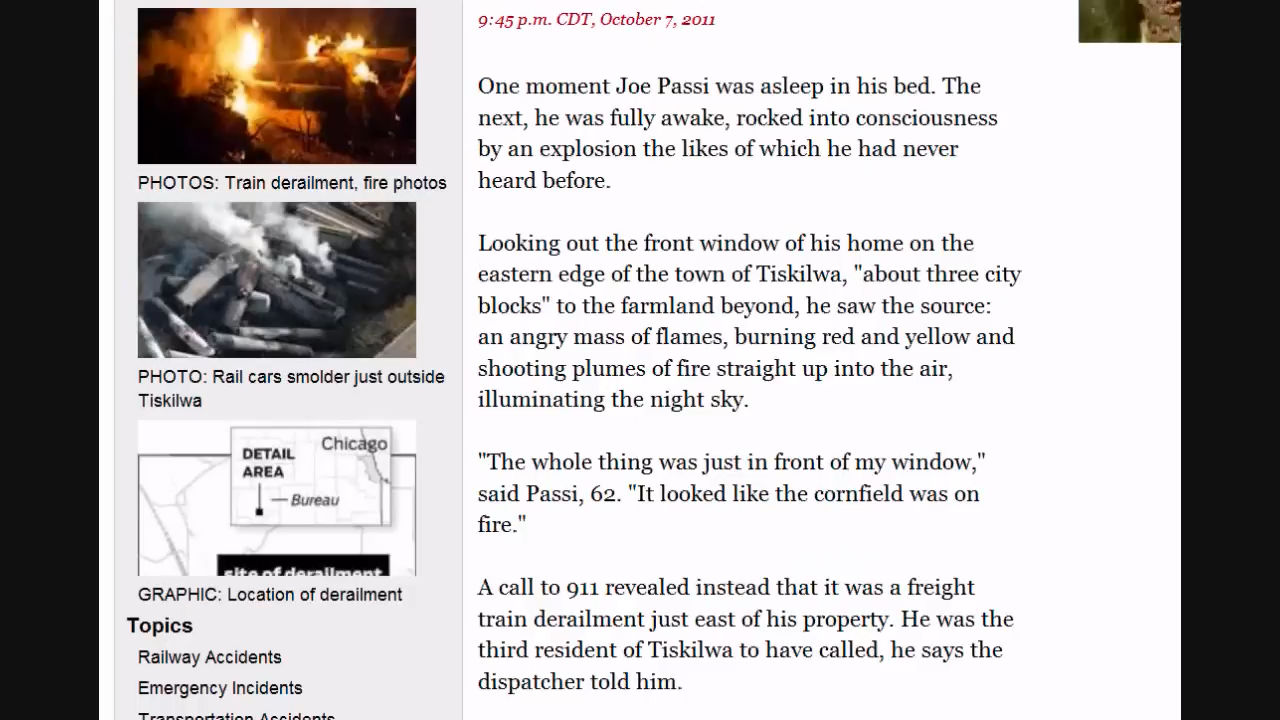 9:45 p.m. CDT, October 7, 2011
One moment Joe Passi was asleep in his bed. The
next, he was fully awake, rocked into consciousness
by an explosion the likes of which he had never
heard before.
Looking out the front window of his home on the
eastern edge of the town of Tiskilwa, "about three city
blocks" to the farmland beyond, he saw the source:
an angry mass of flames, burning red and yellow and
shooting plumes of fire straight up into the air,
illuminating the night sky.
"The whole thing was just in front of my window,"
said Passi, 62. "It looked like the cornfield was on
fire."
A call to 911 revealed instead that it was a freight
train derailment just east of his property. He was the
third resident of Tiskilwa to have called, he says the
dispatcher told him.
PHOTOS: Train derailment, fire photos
PHOTO: Rail cars smolder just outside
Tiskilwa
Chicago
DETAIL
AREA
Bureau
site of derailment
GRAPHIC: Location of derailment
Topics
Railway Accidents
Emergency Incidents
Transportation Accidents